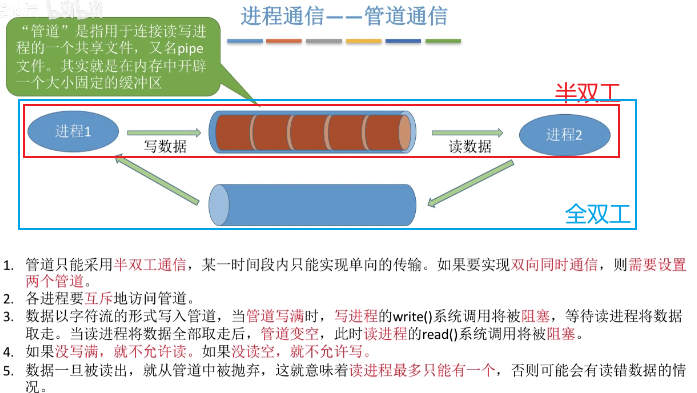 进程通信——管道通信
“管道”是指用于连接读写进
程的一个共享文件，又名pipe
文件。其实就是在内存中开辟
一个大小固定的缓冲区
半双工
进程1
写数据
读数据
进程2
全双工
1. 管道只能采用半双工通信，某一时间段内只能实现单向的传输。如果要实现双向同时通信，则需要设置
两个管道。
2. 各进程要互斥地访问管道。
3. 数据以字符流的形式写入管道，当管道写满时，写进程的write()系统调用将被阻塞，等待读进程将数据
取走。当读进程将数据全部取走后，管道变空，此时读进程的read()系统调用将被阻塞。
4. 如果没写满，就不允许读。如果没读空，就不允许写。
5. 数据一旦被读出，就从管道中被抛弃，这就意味着读进程最多只能有一个，否则可能会有读错数据的情
况。